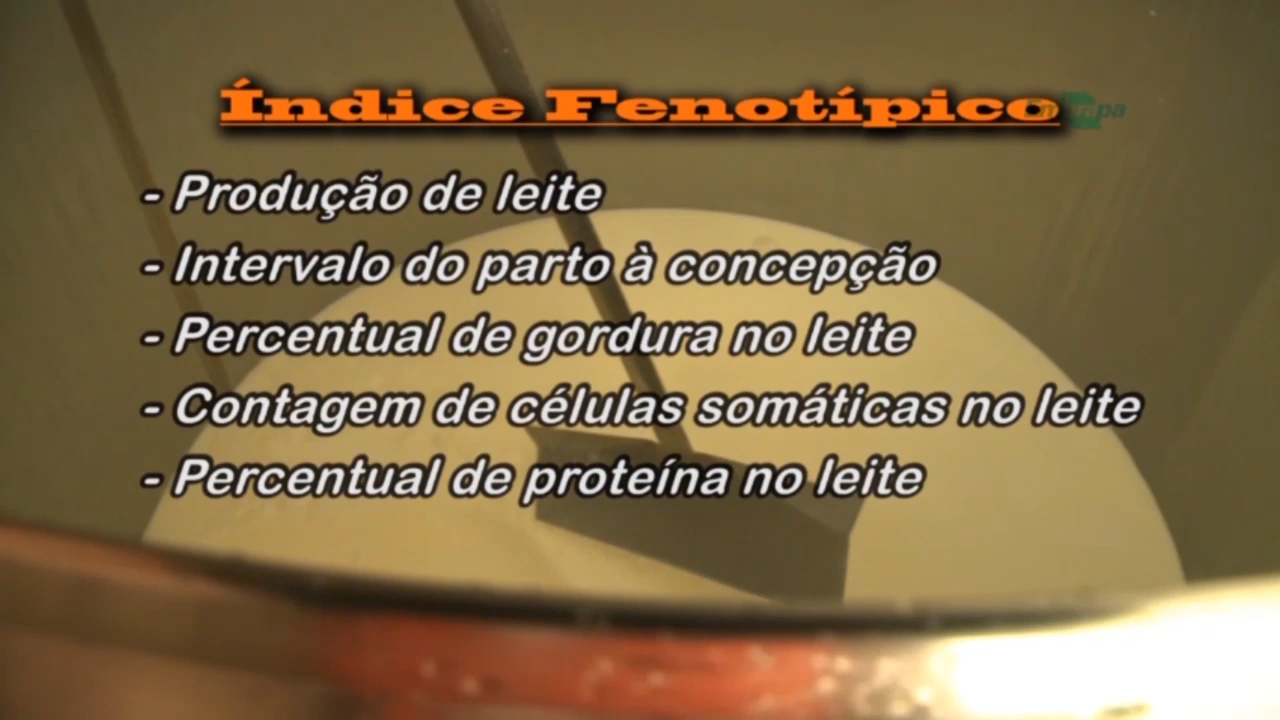 Índice Fenotípico
Embrapa
- Produção de leite
- Intervalo do parto à concepção
- Percentual de gordura no leite
- Contagem de células somáticas no leite
- Percentual de proteína no leite